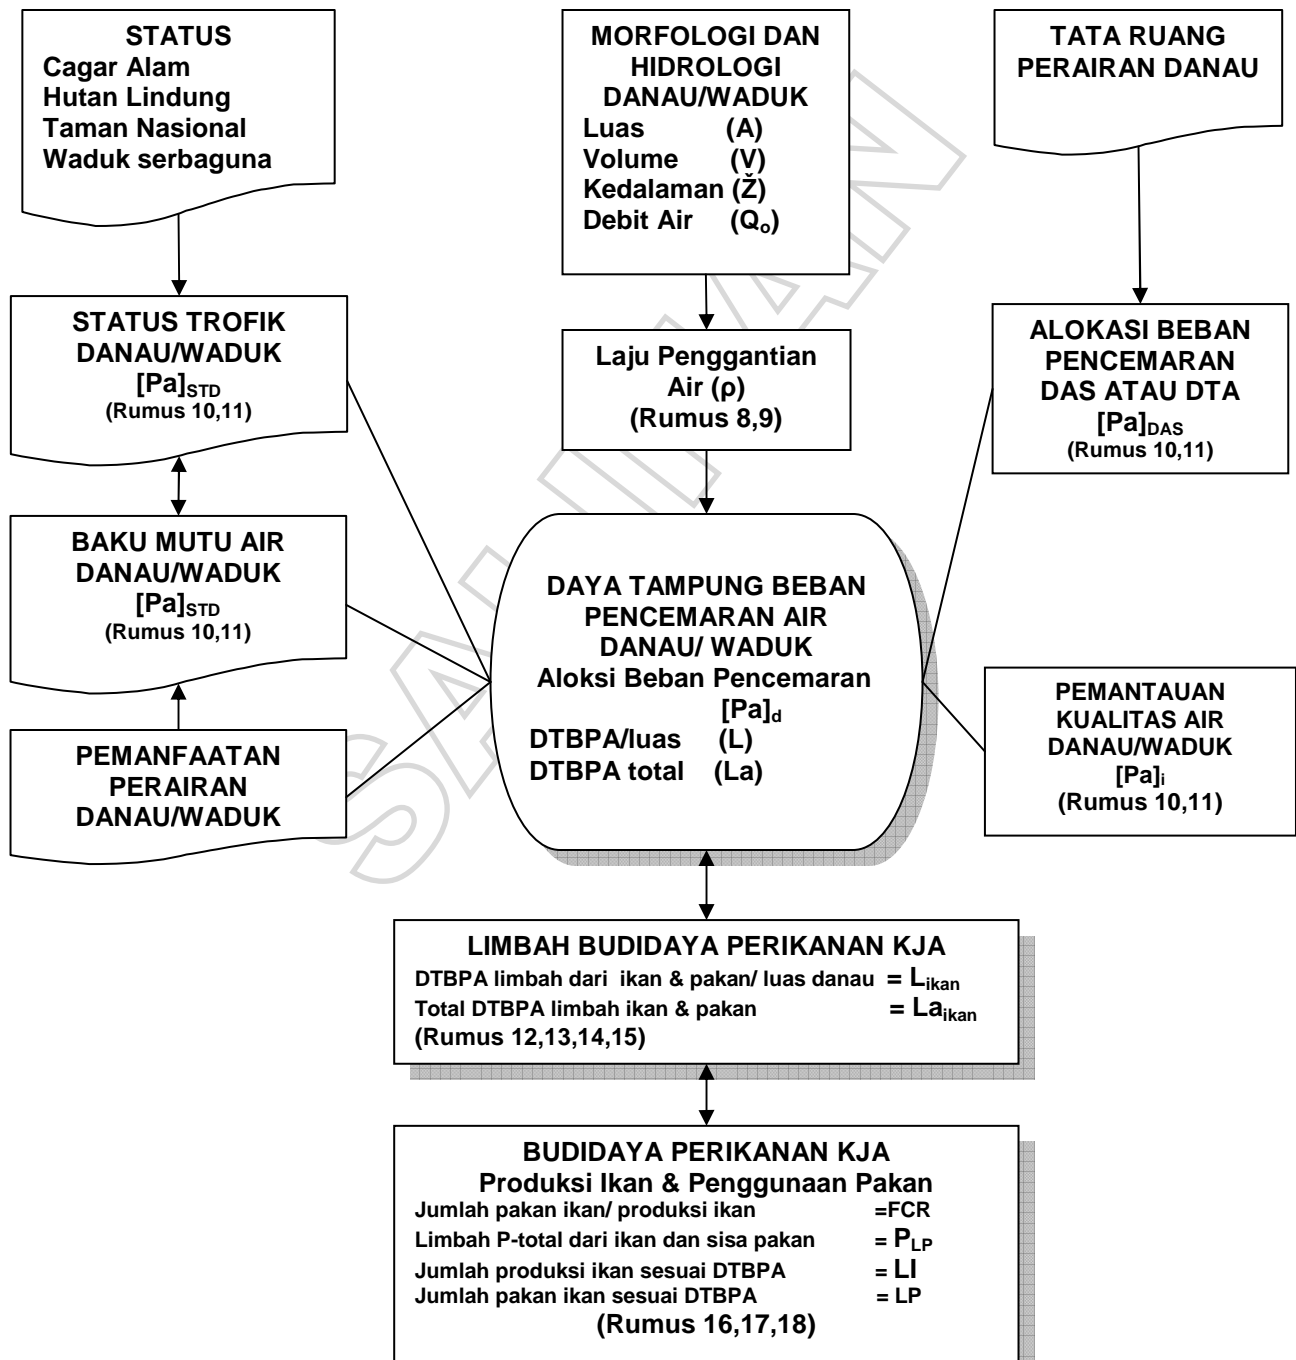 STATUS
Cagar Alam
Hutan Lindung
Taman Nasional
Waduk serbaguna
MORFOLOGI DAN
HIDROLOGI
DANAU/WADUK
Luas (A)
Volume (V)
Kedalaman (Ž)
Debit Air (Qₒ)
TATA RUANG
PERAIRAN DANAU
STATUS TROFIK
DANAU/WADUK
[Pa]STD
(Rumus 10,11)
Laju Penggantian
Air (ρ)
(Rumus 8,9)
ALOKASI BEBAN
PENCEMARAN
DAS ATAU DTA
[Pa]DAS
(Rumus 10,11)
BAKU MUTU AIR
DANAU/WADUK
[Pa]STD
(Rumus 10,11)
DAYA TAMPUNG BEBAN
PENCEMARAN AIR
DANAU/ WADUK
Aloksi Beban Pencemaran
[Pa]d
DTBPA/luas (L)
DTBPA total (La)
PEMANFAATAN
PERAIRAN
DANAU/WADUK
PEMANTAUAN
KUALITAS AIR
DANAU/WADUK
[Pa]i
(Rumus 10,11)
LIMBAH BUDIDAYA PERIKANAN KJA
DTBPA limbah dari ikan & pakan/ luas danau = Likan
Total DTBPA limbah ikan & pakan = Laikan
(Rumus 12,13,14,15)
BUDIDAYA PERIKANAN KJA
Produksi Ikan & Penggunaan Pakan
Jumlah pakan ikan/ produksi ikan =FCR
Limbah P-total dari ikan dan sisa pakan = PLP
Jumlah produksi ikan sesuai DTBPA = LI
Jumlah pakan ikan sesuai DTBPA = LP
(Rumus 16,17,18)
SALINAN